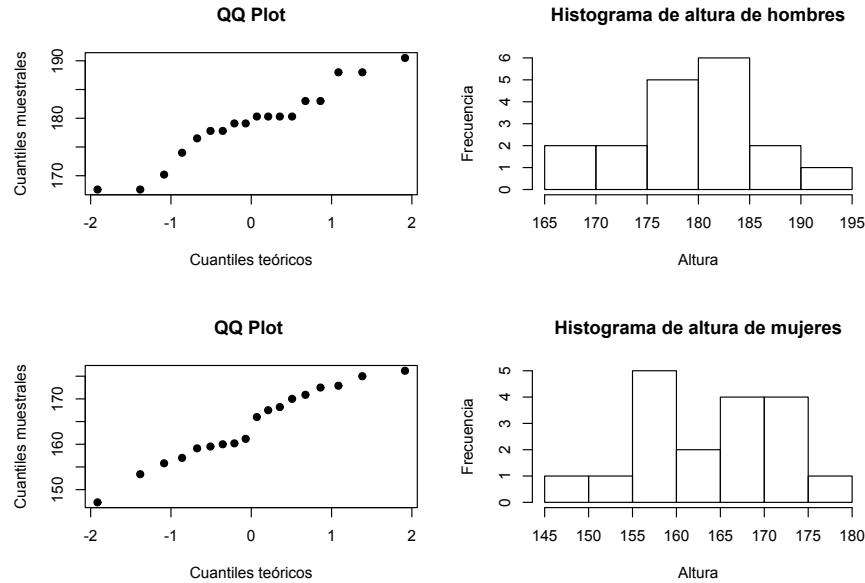 QQ Plot
Cuantiles muestrales
170 180 190
-2 -1 0 1 2
Cuantiles teóricos
Histograma de altura de hombres
Frecuencia
0 1 2 3 4 5 6
165 170 175 180 185 190 195
Altura
QQ Plot
Cuantiles muestrales
150 160 170
-2 -1 0 1 2
Cuantiles teóricos
Histograma de altura de mujeres
Frecuencia
0 1 2 3 4 5
145 150 155 160 165 170 175 180
Altura